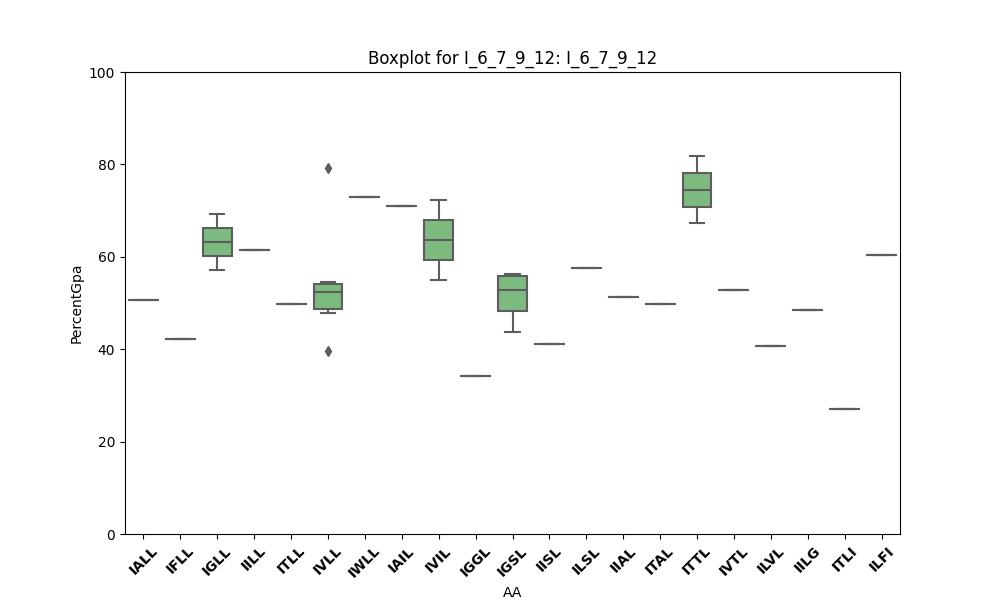 Boxplot for I_6_7_9_12: I_6_7_9_12
100
80
60
40
20
0
PercentGpa
IALL IFLL IGLL IILL ITLL IVLL IWLL IAIL IVIL IGGL IGSL IISL ILSL IIAL ITAL ITTL IVTL ILVL IILG ITLI ILFI
AA